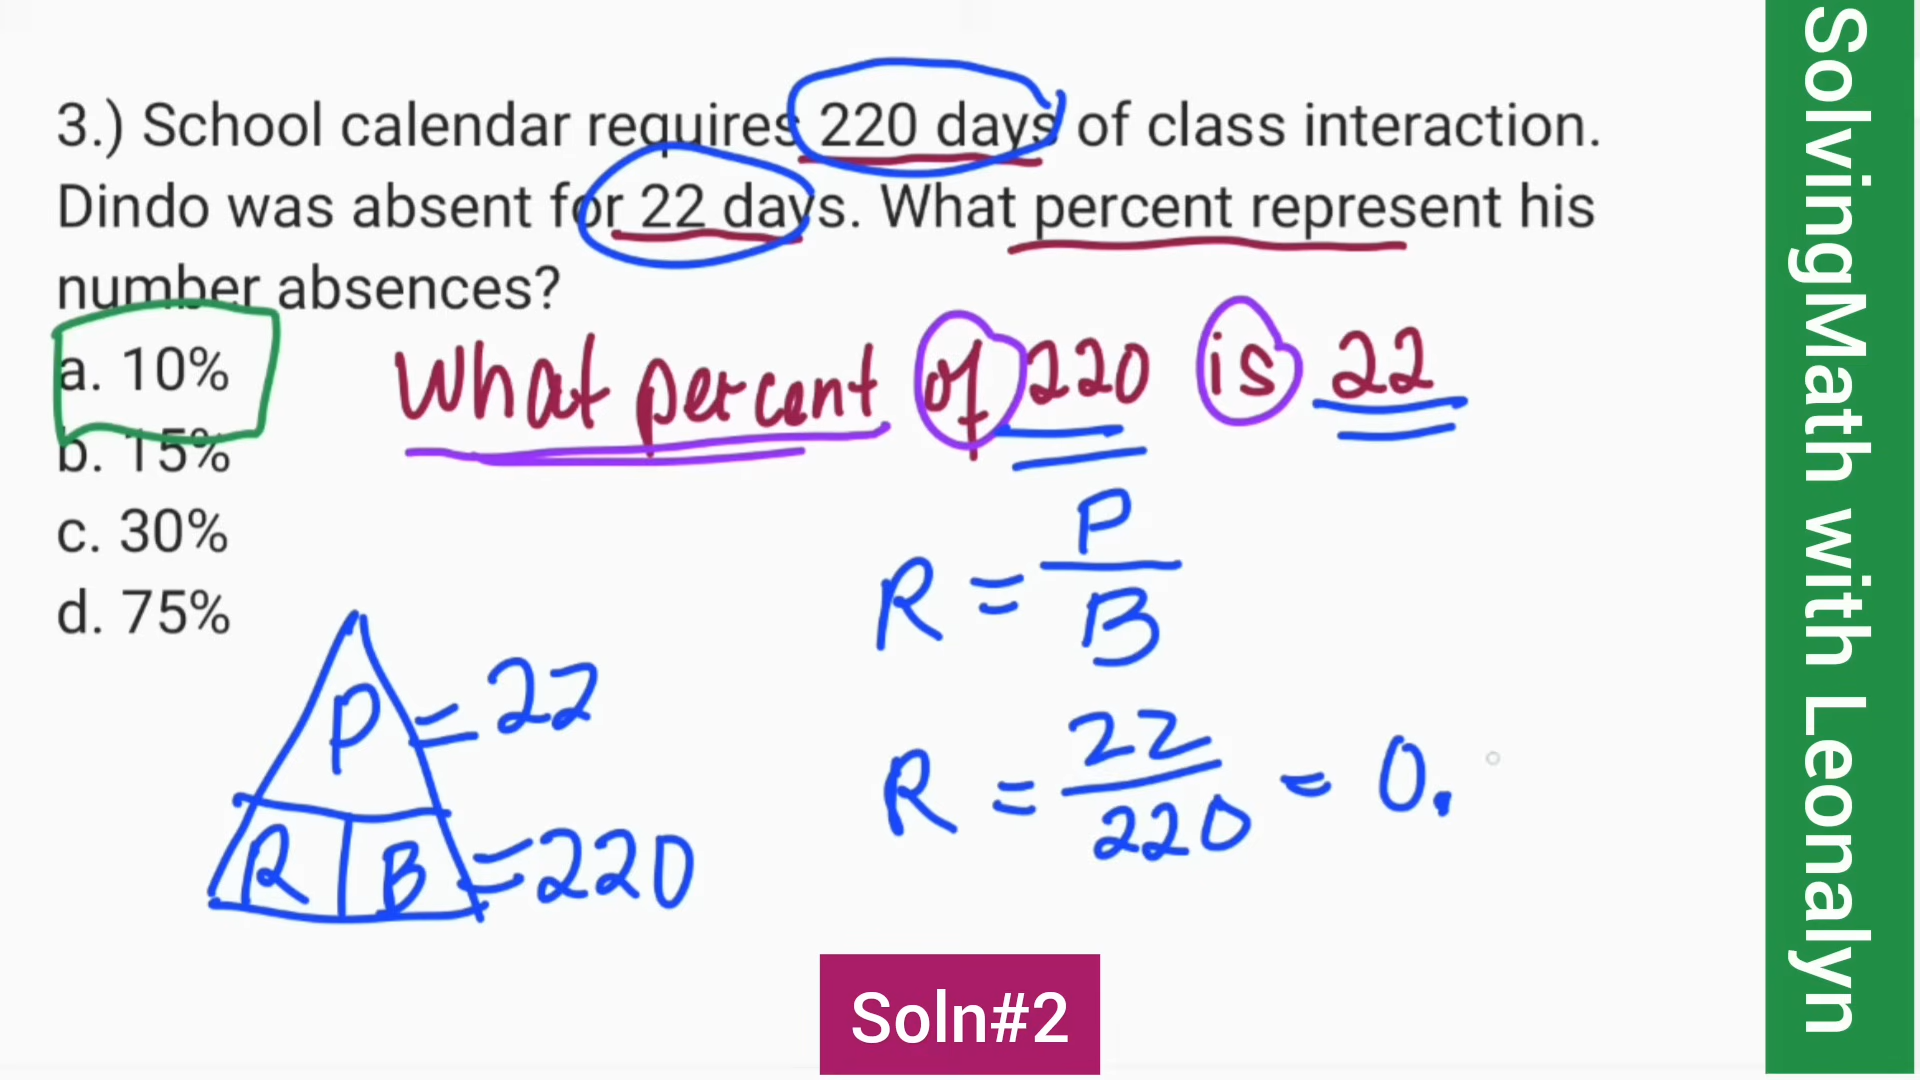 3.) School calendar requires 220 days of class interaction.
Dindo was absent for 22 days. What percent represent his
number absences?
a. 10%
What percent of 220 is 22
b. 15%
c. 30%
d. 75%
R = P
B
P = 22
R = 22 = 0.
220
R B = 220
Soln#2
SolvingMath with Leonalyn